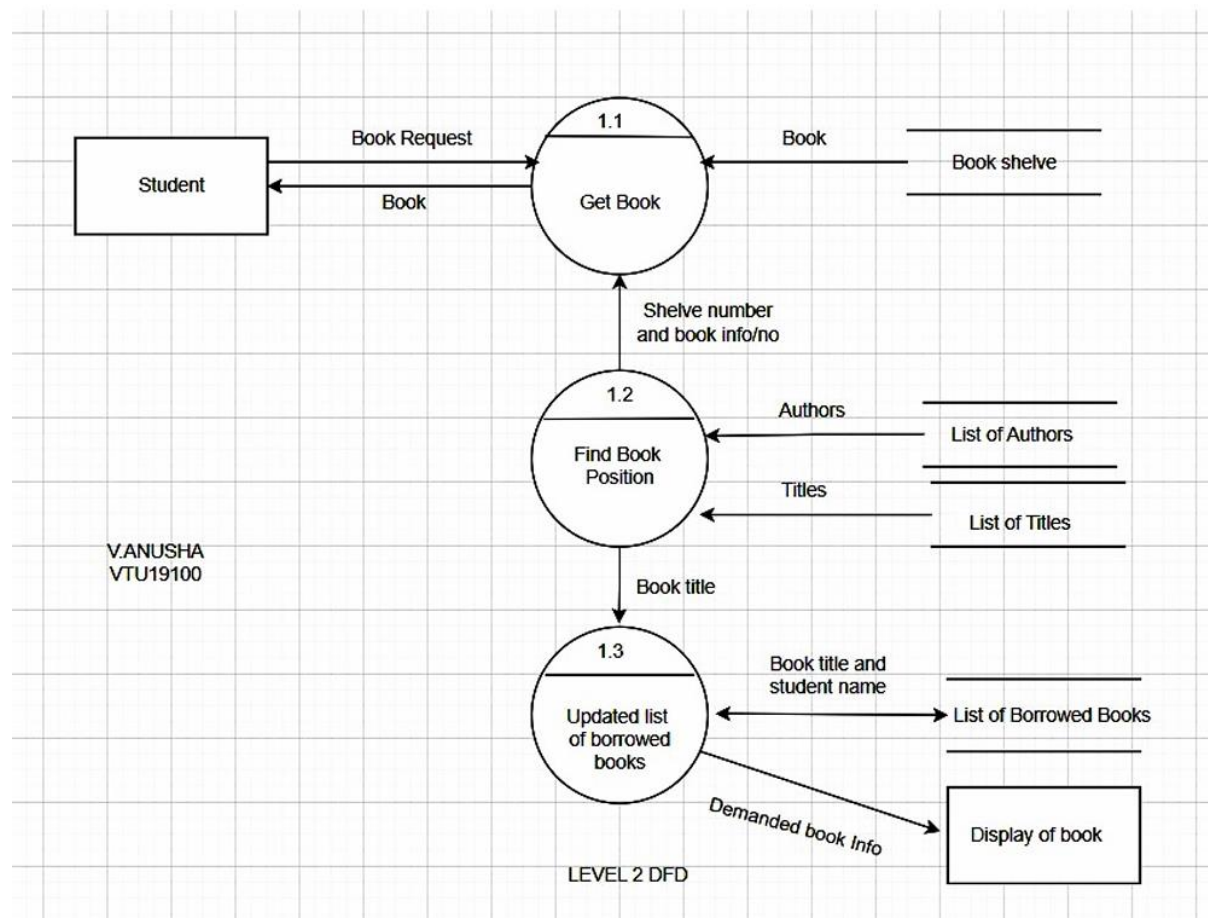 1.1
Book Request
Book
Student
Book shelve
Book
Get Book
Shelve number
and book info/no
1.2
Authors
List of Authors
Find Book
Position
Titles
List of Titles
V.ANUSHA
VTU19100
Book title
1.3
Book title and
student name
Updated list
of borrowed
books
List of Borrowed Books
Demanded book Info
Display of book
LEVEL 2 DFD